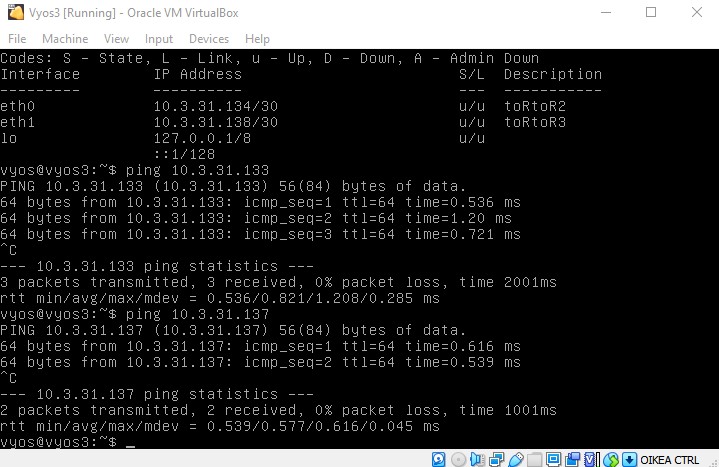 Vyos3 [Running] - Oracle VM VirtualBox
File Machine View Input Devices Help
Codes: S - State, L - Link, u - Up, D - Down, A - Admin Down
Interface IP Address S/L Description
--------- ---------- --- -----------
eth0 10.3.31.134/30 u/u toRtoR2
eth1 10.3.31.138/30 u/u toRtoR3
lo 127.0.0.1/8 u/u
::1/128
vyos@vyos3:~$ ping 10.3.31.133
PING 10.3.31.133 (10.3.31.133) 56(84) bytes of data.
64 bytes from 10.3.31.133: icmp_seq=1 ttl=64 time=0.536 ms
64 bytes from 10.3.31.133: icmp_seq=2 ttl=64 time=1.20 ms
64 bytes from 10.3.31.133: icmp_seq=3 ttl=64 time=0.721 ms
^C
--- 10.3.31.133 ping statistics ---
3 packets transmitted, 3 received, 0% packet loss, time 2001ms
rtt min/avg/max/mdev = 0.536/0.821/1.208/0.285 ms
vyos@vyos3:~$ ping 10.3.31.137
PING 10.3.31.137 (10.3.31.137) 56(84) bytes of data.
64 bytes from 10.3.31.137: icmp_seq=1 ttl=64 time=0.616 ms
64 bytes from 10.3.31.137: icmp_seq=2 ttl=64 time=0.539 ms
^C
--- 10.3.31.137 ping statistics ---
2 packets transmitted, 2 received, 0% packet loss, time 1001ms
rtt min/avg/max/mdev = 0.539/0.577/0.616/0.045 ms
vyos@vyos3:~$ _
OIKEA CTRL